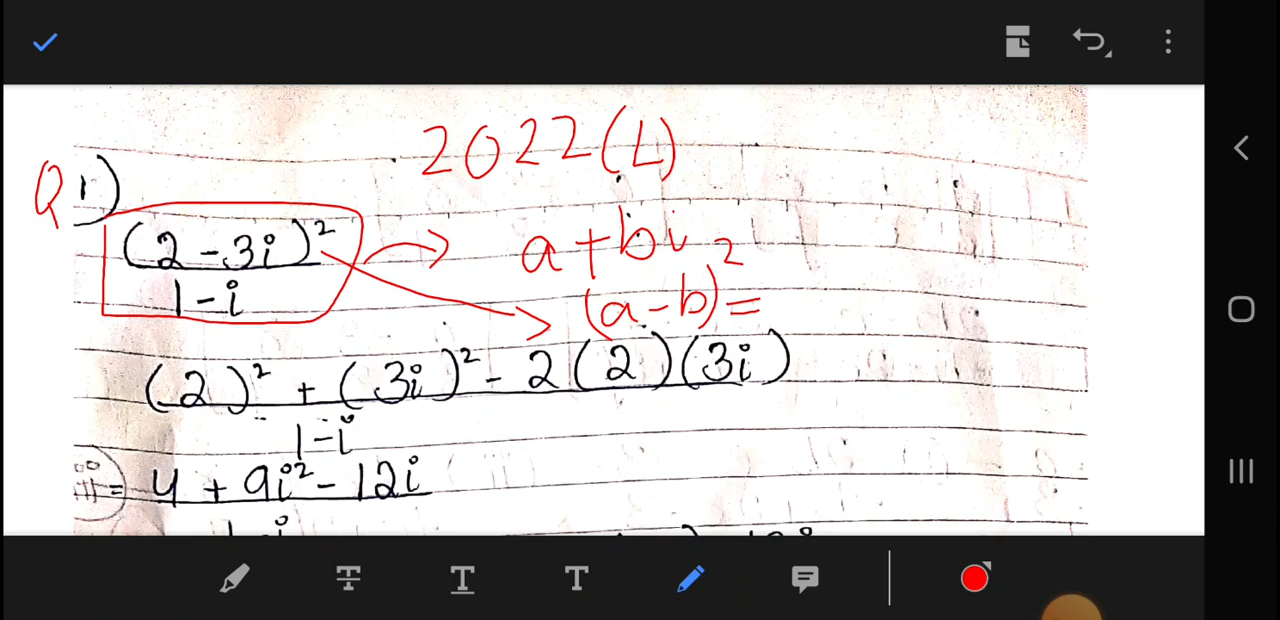 2022(L)
Q1)
(2-3i)²
1-i
a+bi
(a-b)²=
(2)² + (3i)² - 2(2)(3i)
1-i
= 4 + 9i² - 12i